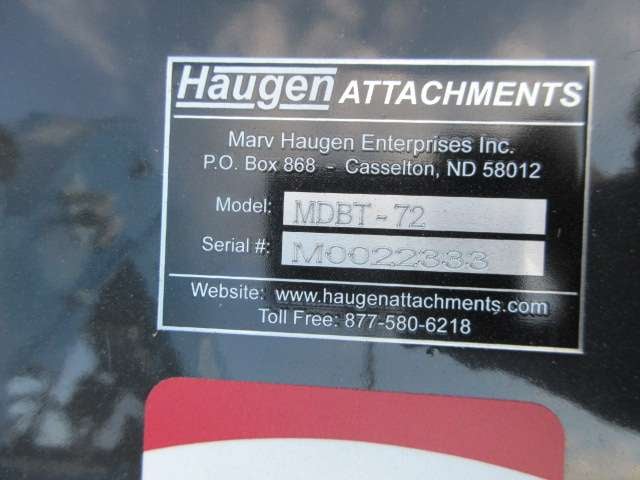 Haugen ATTACHMENTS
Marv Haugen Enterprises Inc.
P.O. Box 868 - Casselton, ND 58012
Model: MDBT-72
Serial #: M0022333
Website: www.haugenattachments.com
Toll Free: 877-580-6218